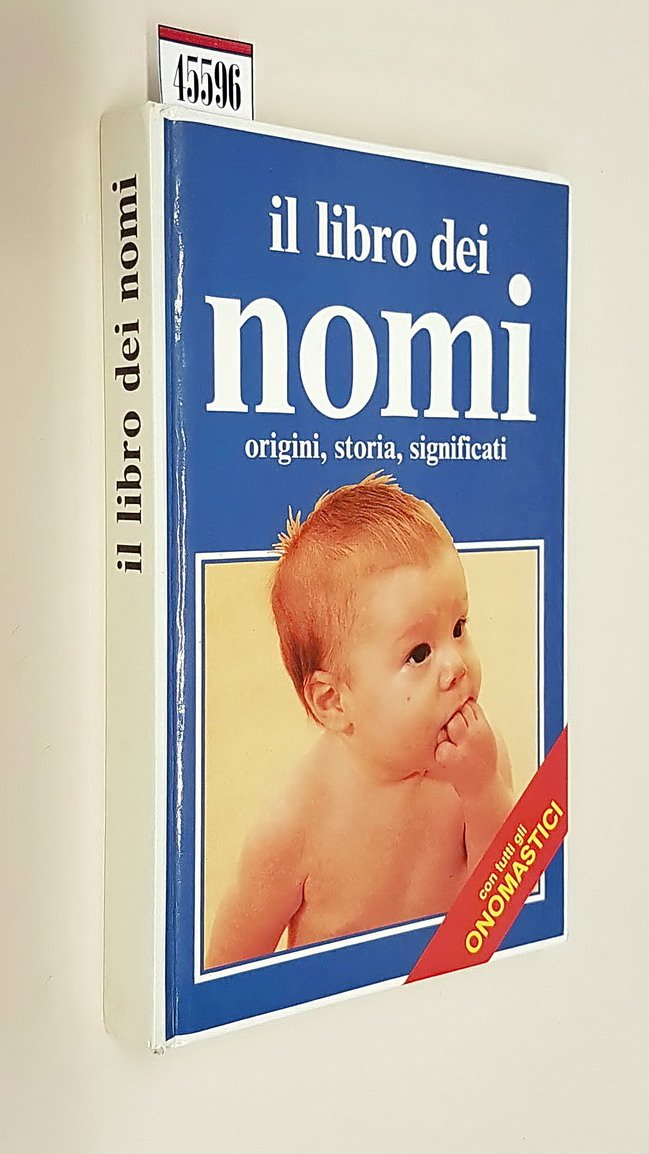 45596
il libro dei nomi
il libro dei
nomi
origini, storia, significati
con tutti gli
ONOMASTICI